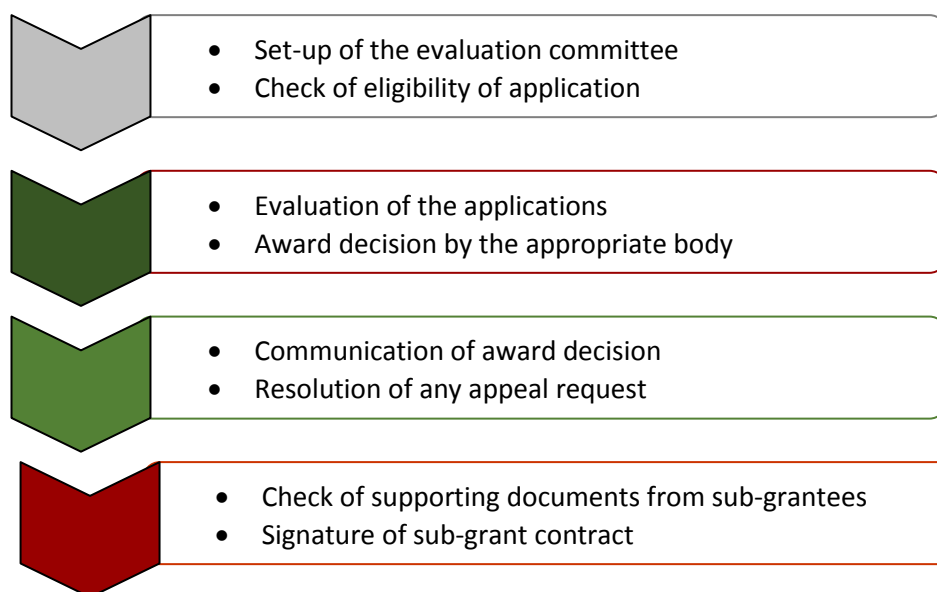 • Set-up of the evaluation committee
• Check of eligibility of application
• Evaluation of the applications
• Award decision by the appropriate body
• Communication of award decision
• Resolution of any appeal request
• Check of supporting documents from sub-grantees
• Signature of sub-grant contract